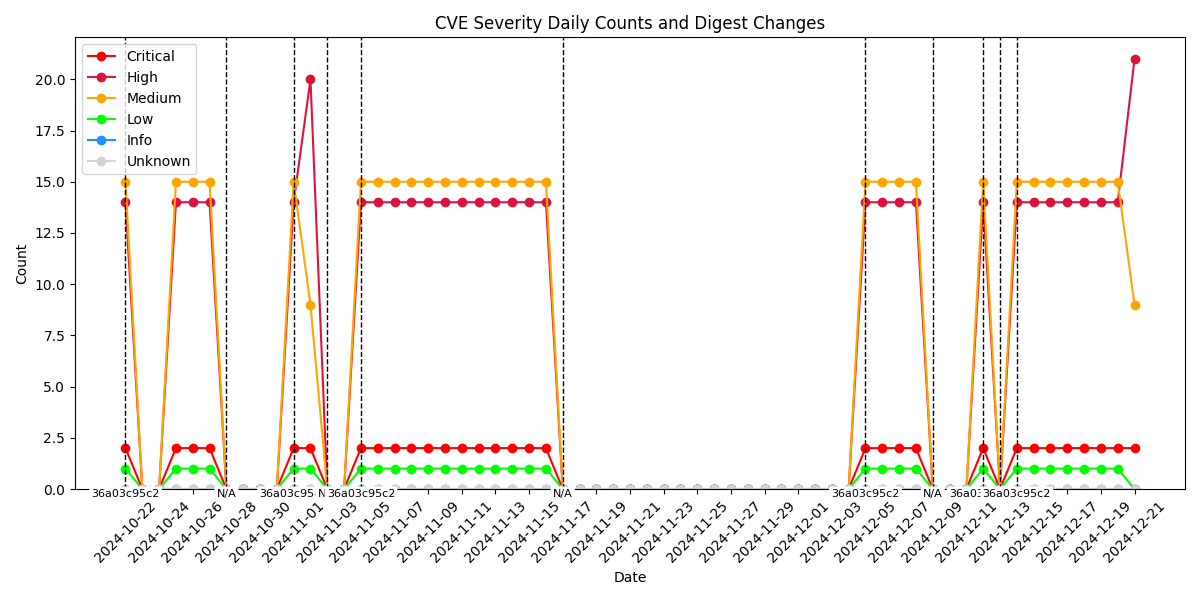 CVE Severity Daily Counts and Digest Changes
Critical
High
Medium
Low
Info
Unknown
Count
20.0
17.5
15.0
12.5
10.0
7.5
5.0
2.5
0.0
36a03c95c2
N/A
36a03c95
N
36a03c95c2
N/A
36a03c95c2
N/A
36a0
36a03c95c2
2024-10-22
2024-10-24
2024-10-26
2024-10-28
2024-10-30
2024-11-01
2024-11-03
2024-11-05
2024-11-07
2024-11-09
2024-11-11
2024-11-13
2024-11-15
2024-11-17
2024-11-19
2024-11-21
2024-11-23
2024-11-25
2024-11-27
2024-11-29
2024-12-01
2024-12-03
2024-12-05
2024-12-07
2024-12-09
2024-12-11
2024-12-13
2024-12-15
2024-12-17
2024-12-19
2024-12-21
Date